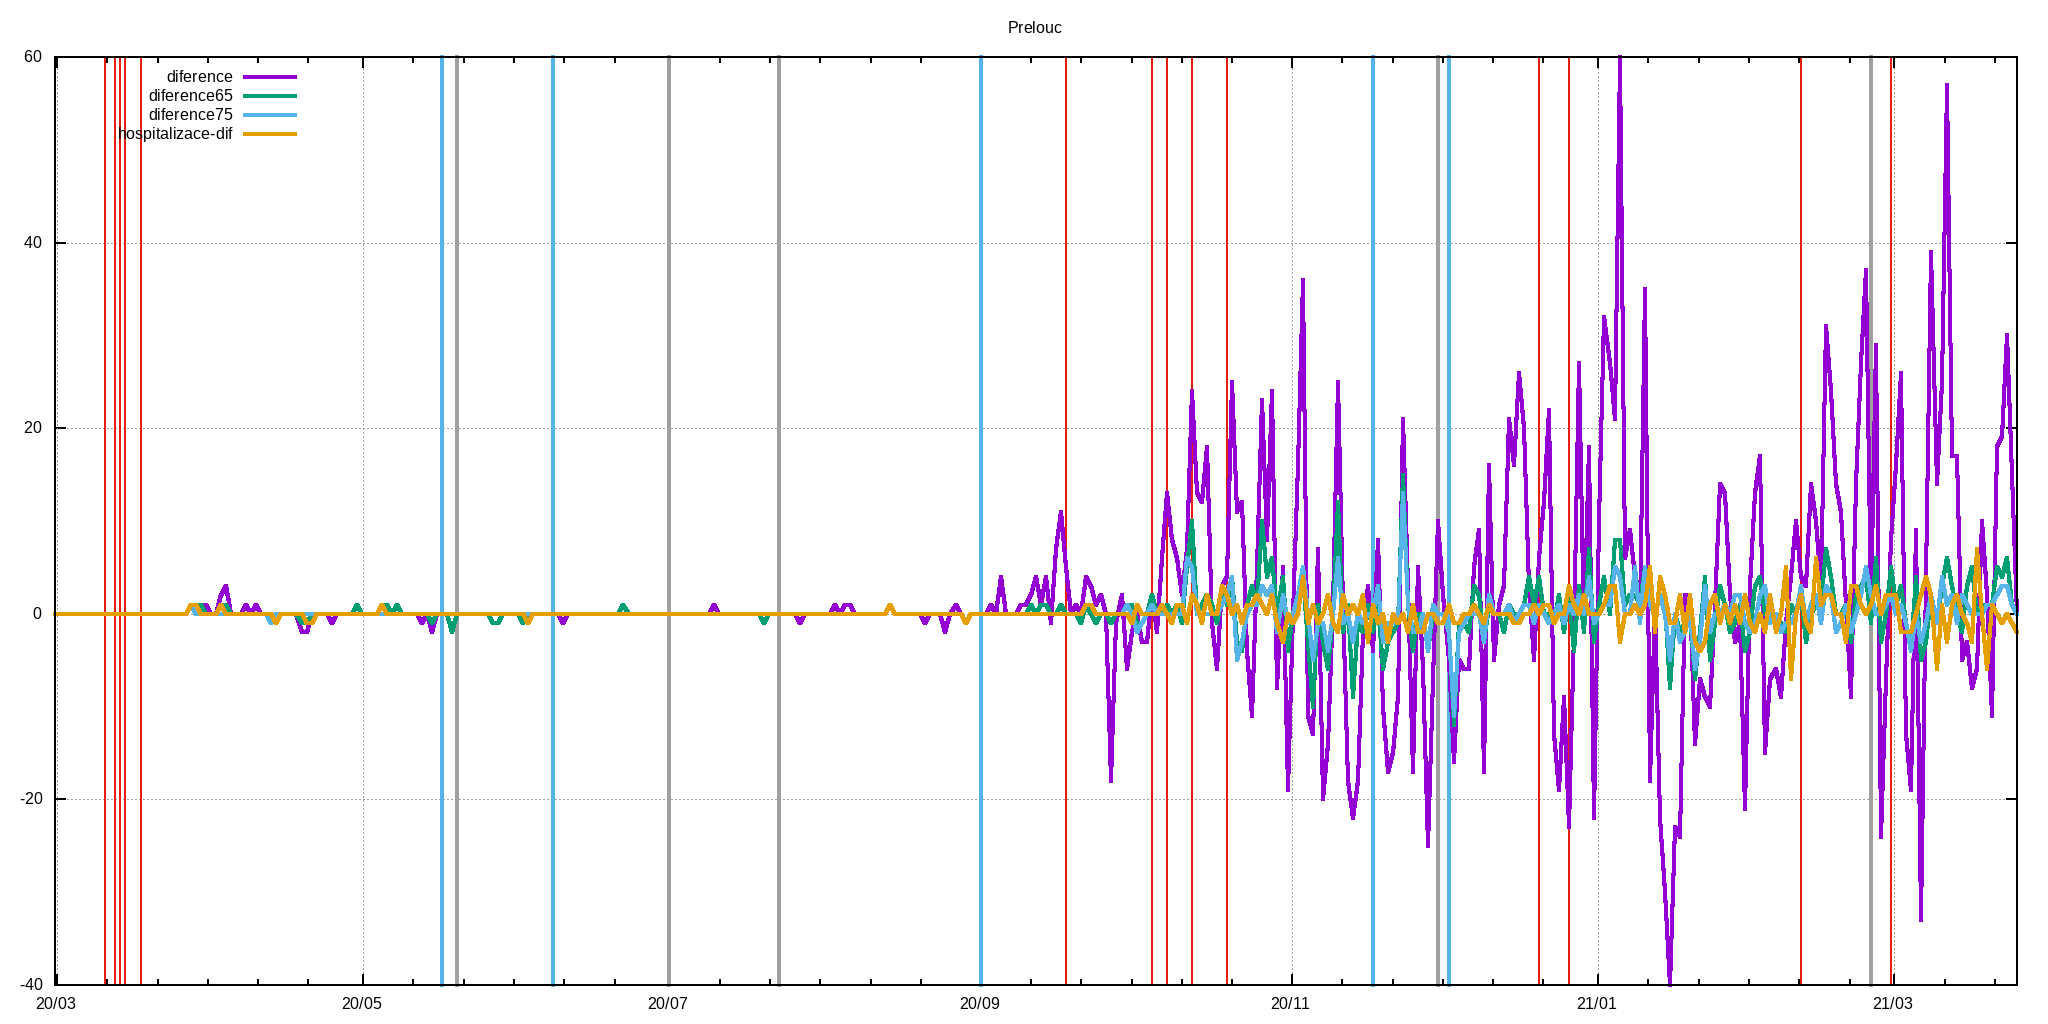 Prelouc
60
diference
diference65
diference75
hospitalizace-dif
40
20
0
-20
-40
20/03 20/05 20/07 20/09 20/11 21/01 21/03